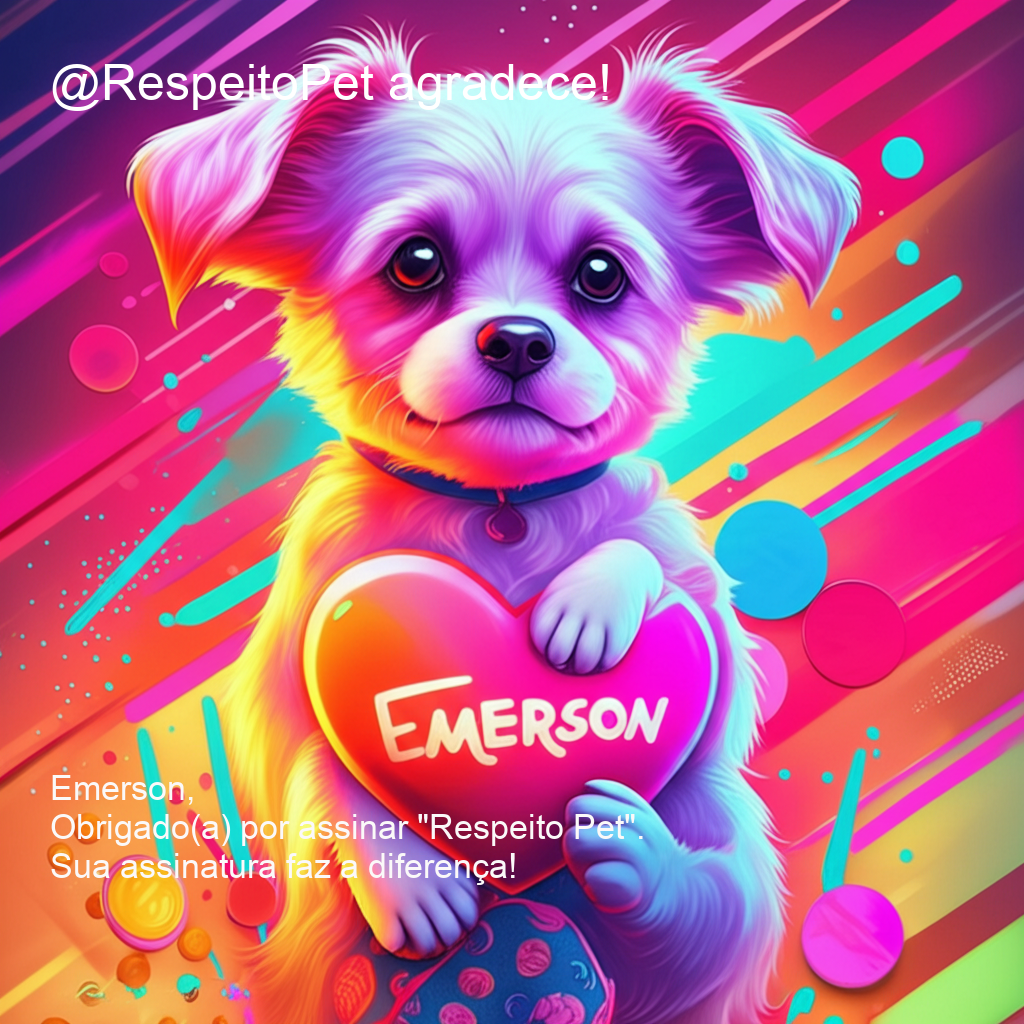 @RespeitoPet agradece!
EMERSON
Emerson,
Obrigado(a) por assinar "Respeito Pet".
Sua assinatura faz a diferença!